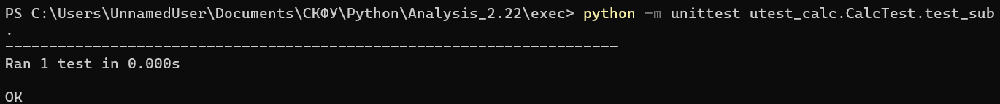 PS C:\Users\UnnamedUser\Documents\СКФУ\Python\Analysis_2.22\exec> python -m unittest utest_calc.CalcTest.test_sub
.
----------------------------------------------------------------------
Ran 1 test in 0.000s
OK